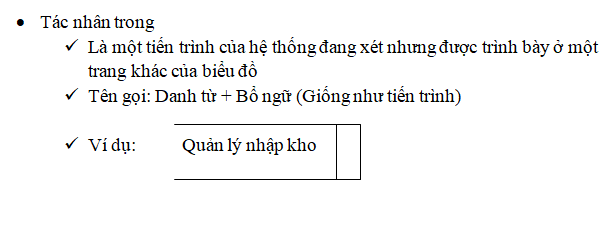 • Tác nhân trong
✓ Là một tiến trình của hệ thống đang xét nhưng được trình bày ở một
trang khác của biểu đồ
✓ Tên gọi: Danh từ + Bổ ngữ (Giống như tiến trình)
✓ Ví dụ: Quản lý nhập kho